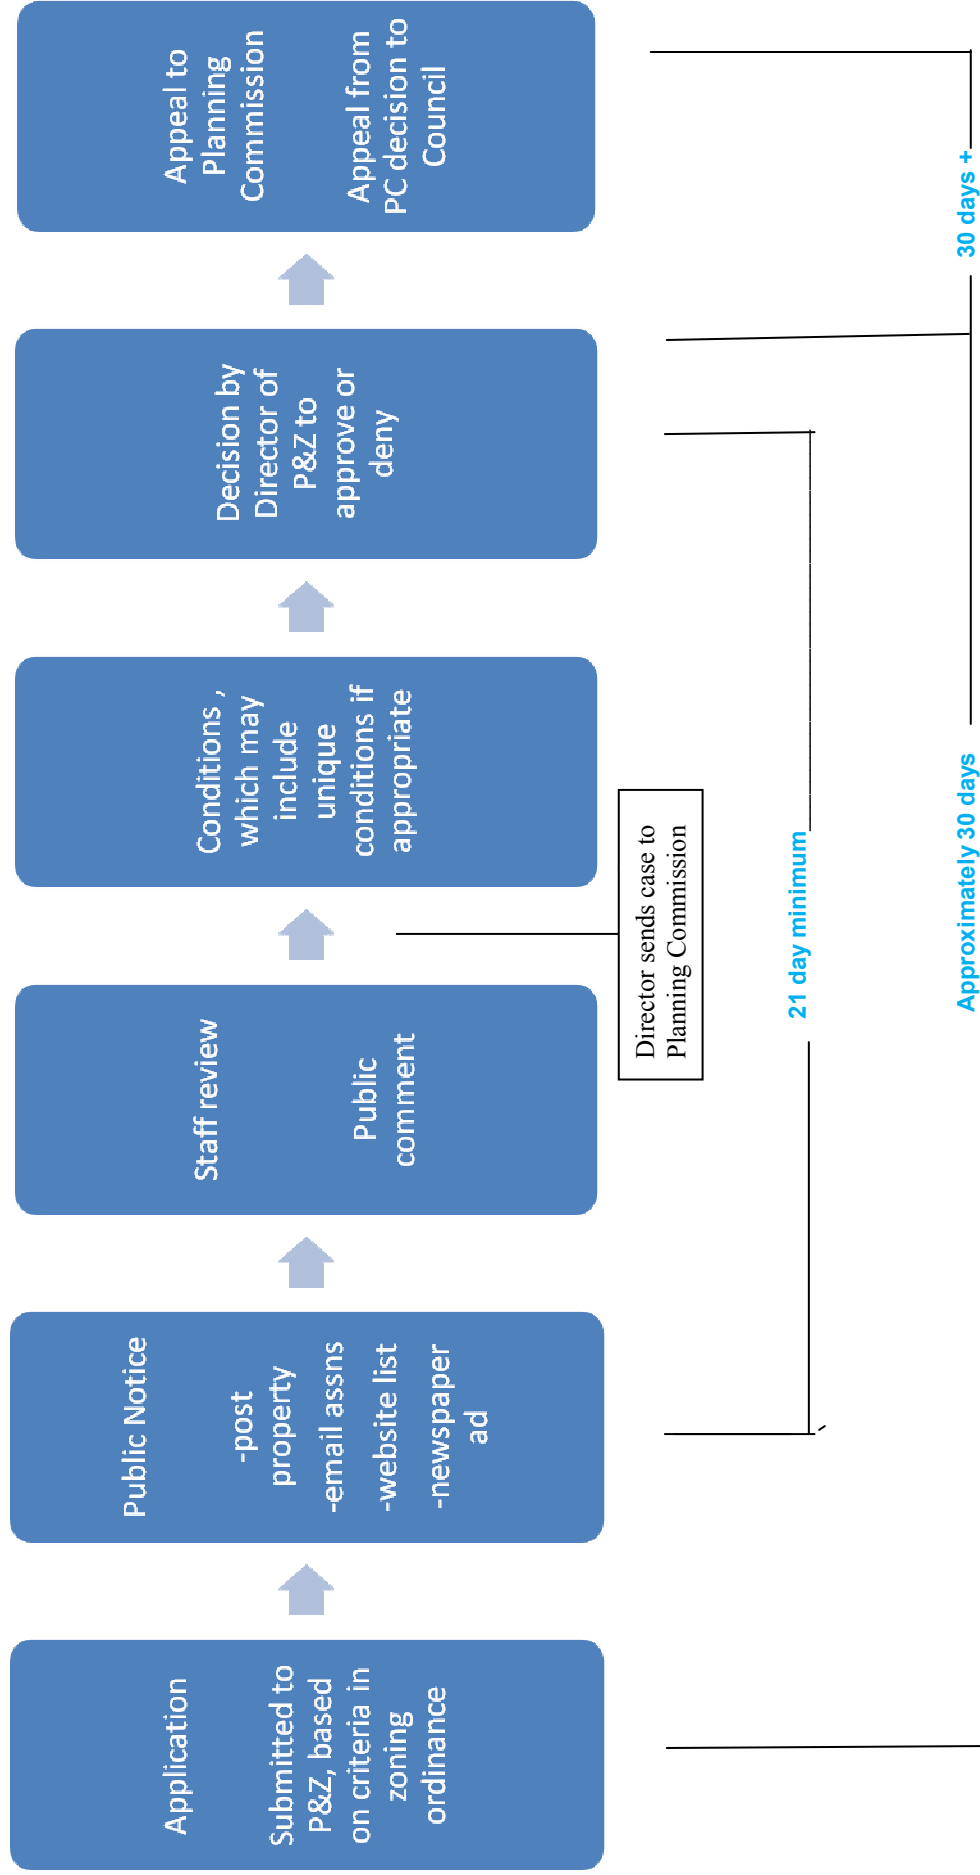 Application
Submitted to
P&Z, based
on criteria in
zoning
ordinance
Public Notice
-post
property
-email assns
-website list
-newspaper
ad
Staff review
Public
comment
Conditions ,
which may
include
unique
conditions if
appropriate
Decision by
Director of
P&Z to
approve or
deny
Appeal to
Planning
Commission
Appeal from
PC decision to
Council
Director sends case to
Planning Commission
21 day minimum
Approximately 30 days
30 days +